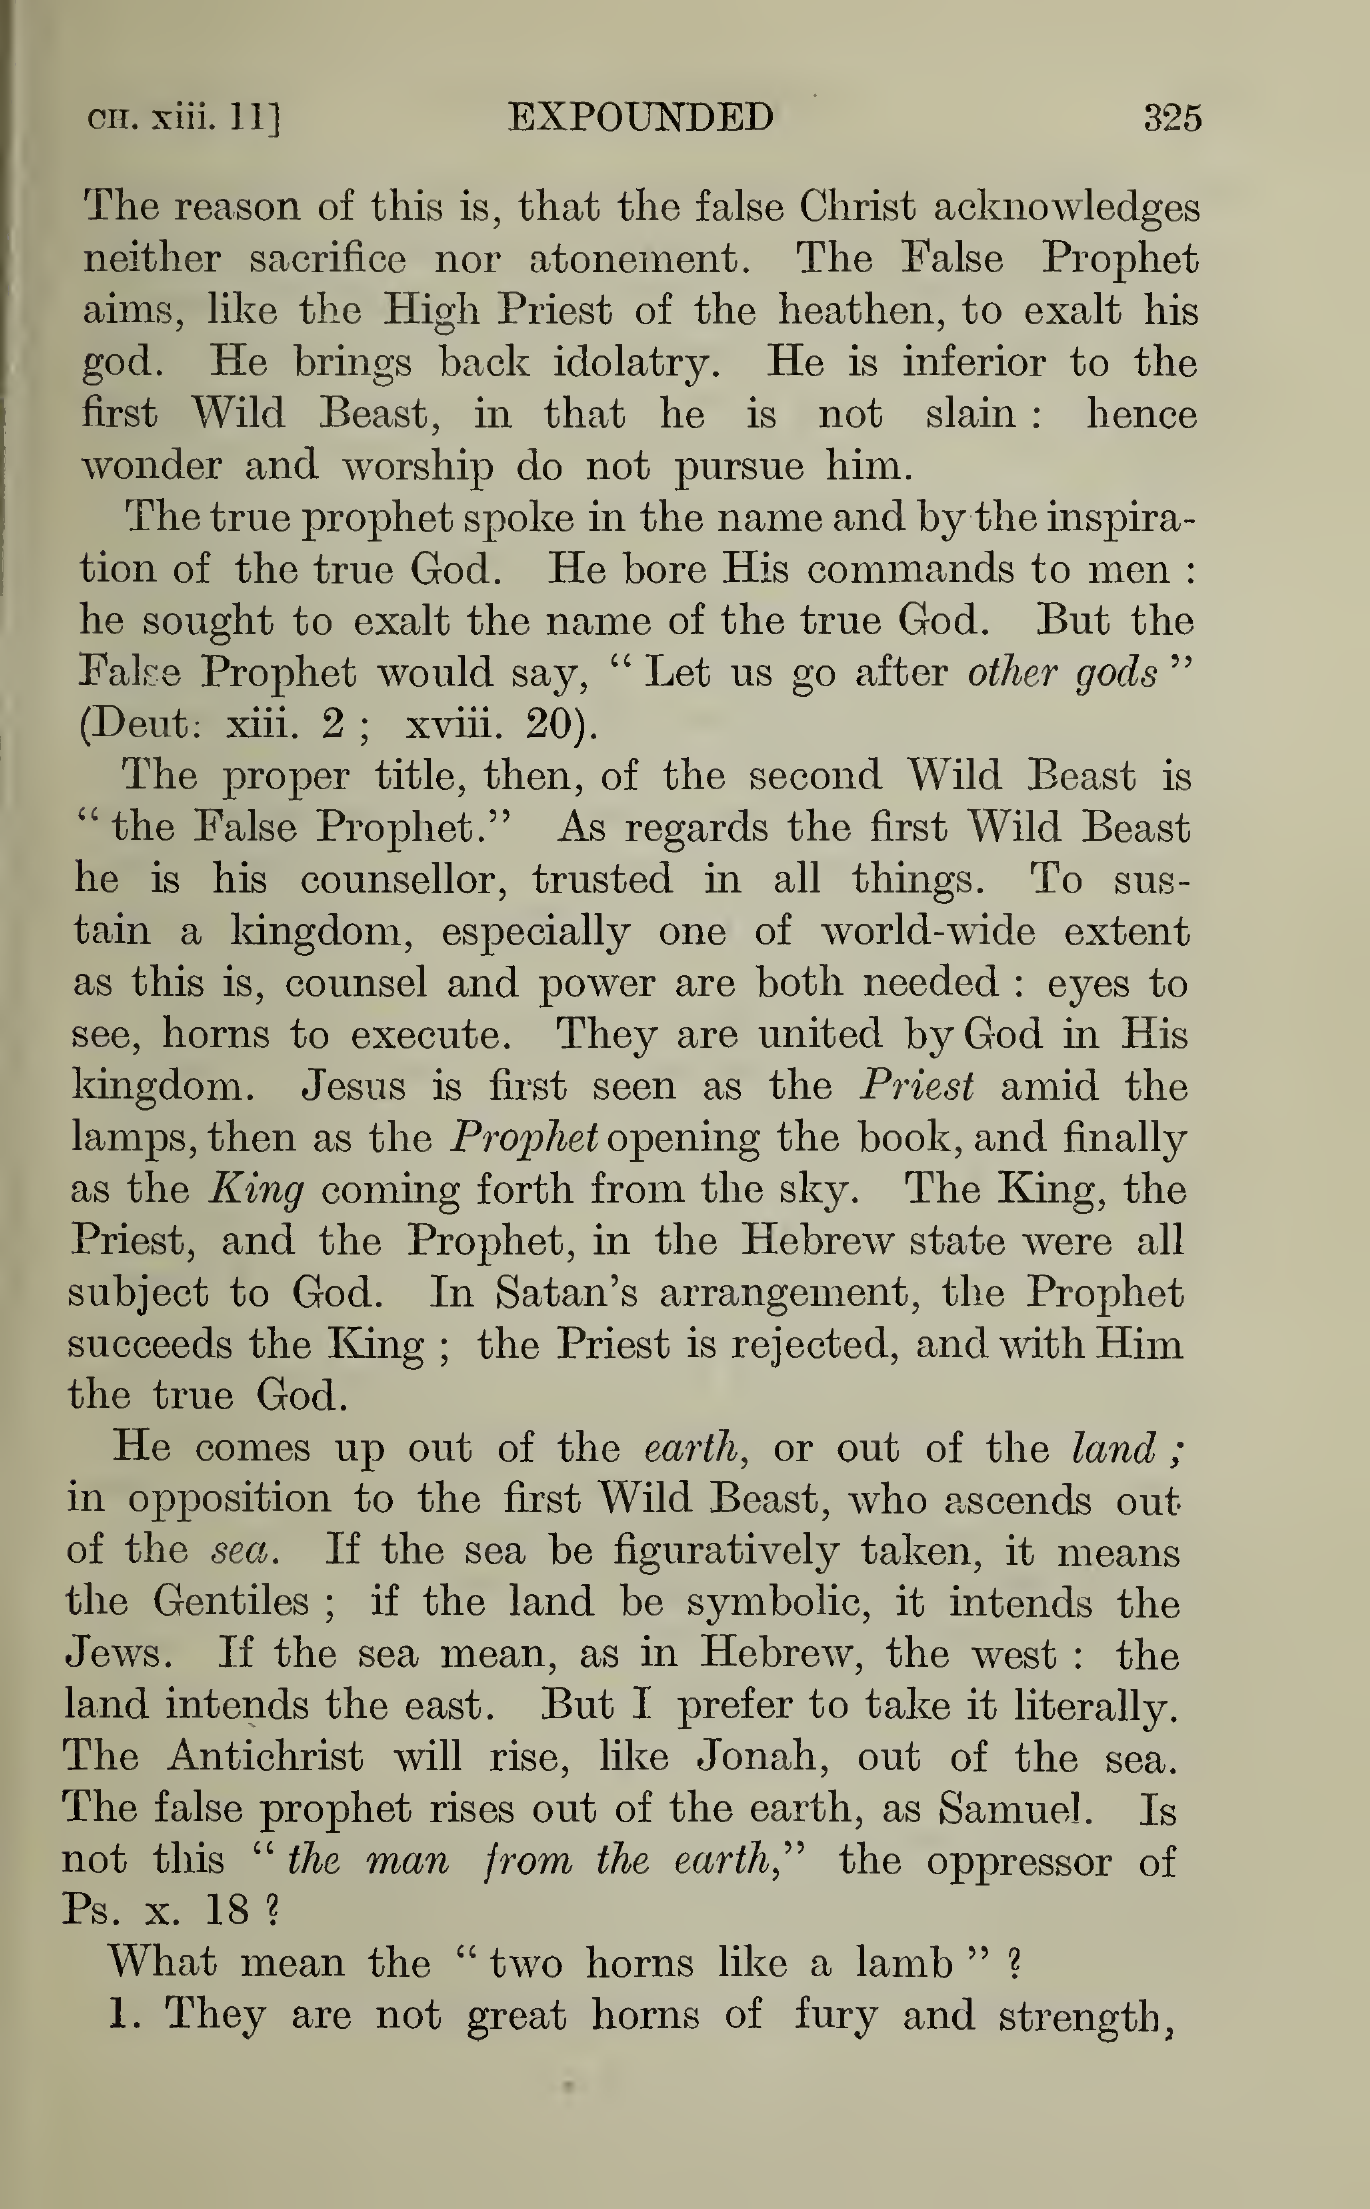 CH. xiii. 11] EXPOUNDED 325
The reason of this is, that the false Christ acknowledges
neither sacrifice nor atonement. The False Prophet
aims, like the High Priest of the heathen, to exalt his
god. He brings back idolatry. He is inferior to the
first Wild Beast, in that he is not slain : hence
wonder and worship do not pursue him.
The true prophet spoke in the name and by the inspira-
tion of the true God. He bore His commands to men :
he sought to exalt the name of the true God. But the
False Prophet would say, “ Let us go after other gods ”
(Deut: xiii. 2 ; xviii. 20).
The proper title, then, of the second Wild Beast is
“ the False Prophet.” As regards the first Wild Beast
he is his counsellor, trusted in all things. To sus-
tain a kingdom, especially one of world-wide extent
as this is, counsel and power are both needed : eyes to
see, horns to execute. They are united by God in His
kingdom. Jesus is first seen as the Priest amid the
lamps, then as the Prophet opening the book, and finally
as the King coming forth from the sky. The King, the
Priest, and the Prophet, in the Hebrew state were all
subject to God. In Satan’s arrangement, the Prophet
succeeds the King ; the Priest is rejected, and with Him
the true God.
He comes up out of the earth, or out of the land ;
in opposition to the first Wild Beast, who ascends out
of the sea. If the sea be figuratively taken, it means
the Gentiles ; if the land be symbolic, it intends the
Jews. If the sea mean, as in Hebrew, the west : the
land intends the east. But I prefer to take it literally.
The Antichrist will rise, like Jonah, out of the sea.
The false prophet rises out of the earth, as Samuel. Is
not this “ the man from the earth,” the oppressor of
Ps. x. 18 ?
What mean the “ two horns like a lamb ” ?
1. They are not great horns of fury and strength,